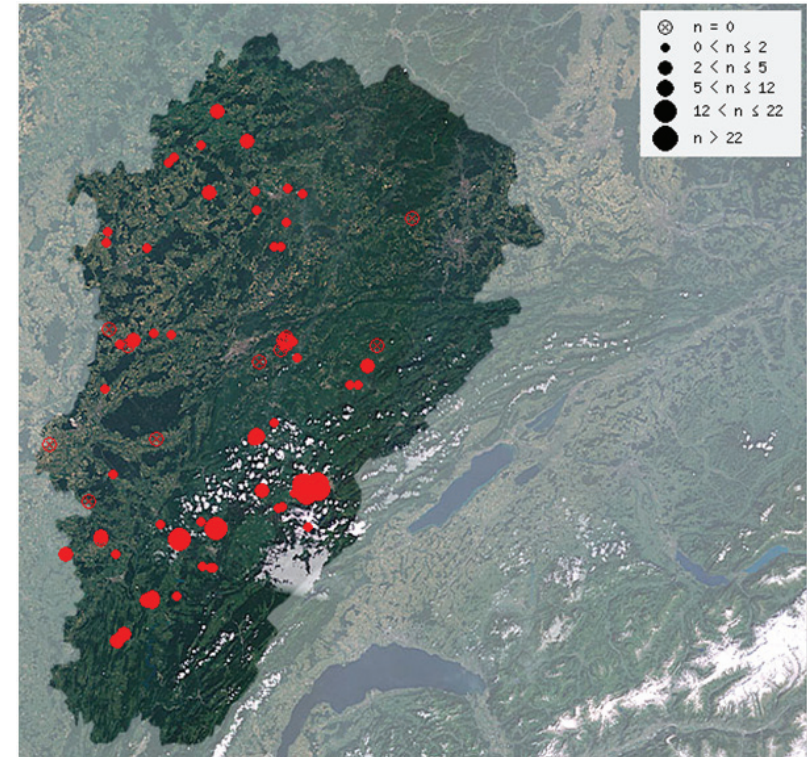 n = 0
0 < n ≤ 2
2 < n ≤ 5
5 < n ≤ 12
12 < n ≤ 22
n > 22